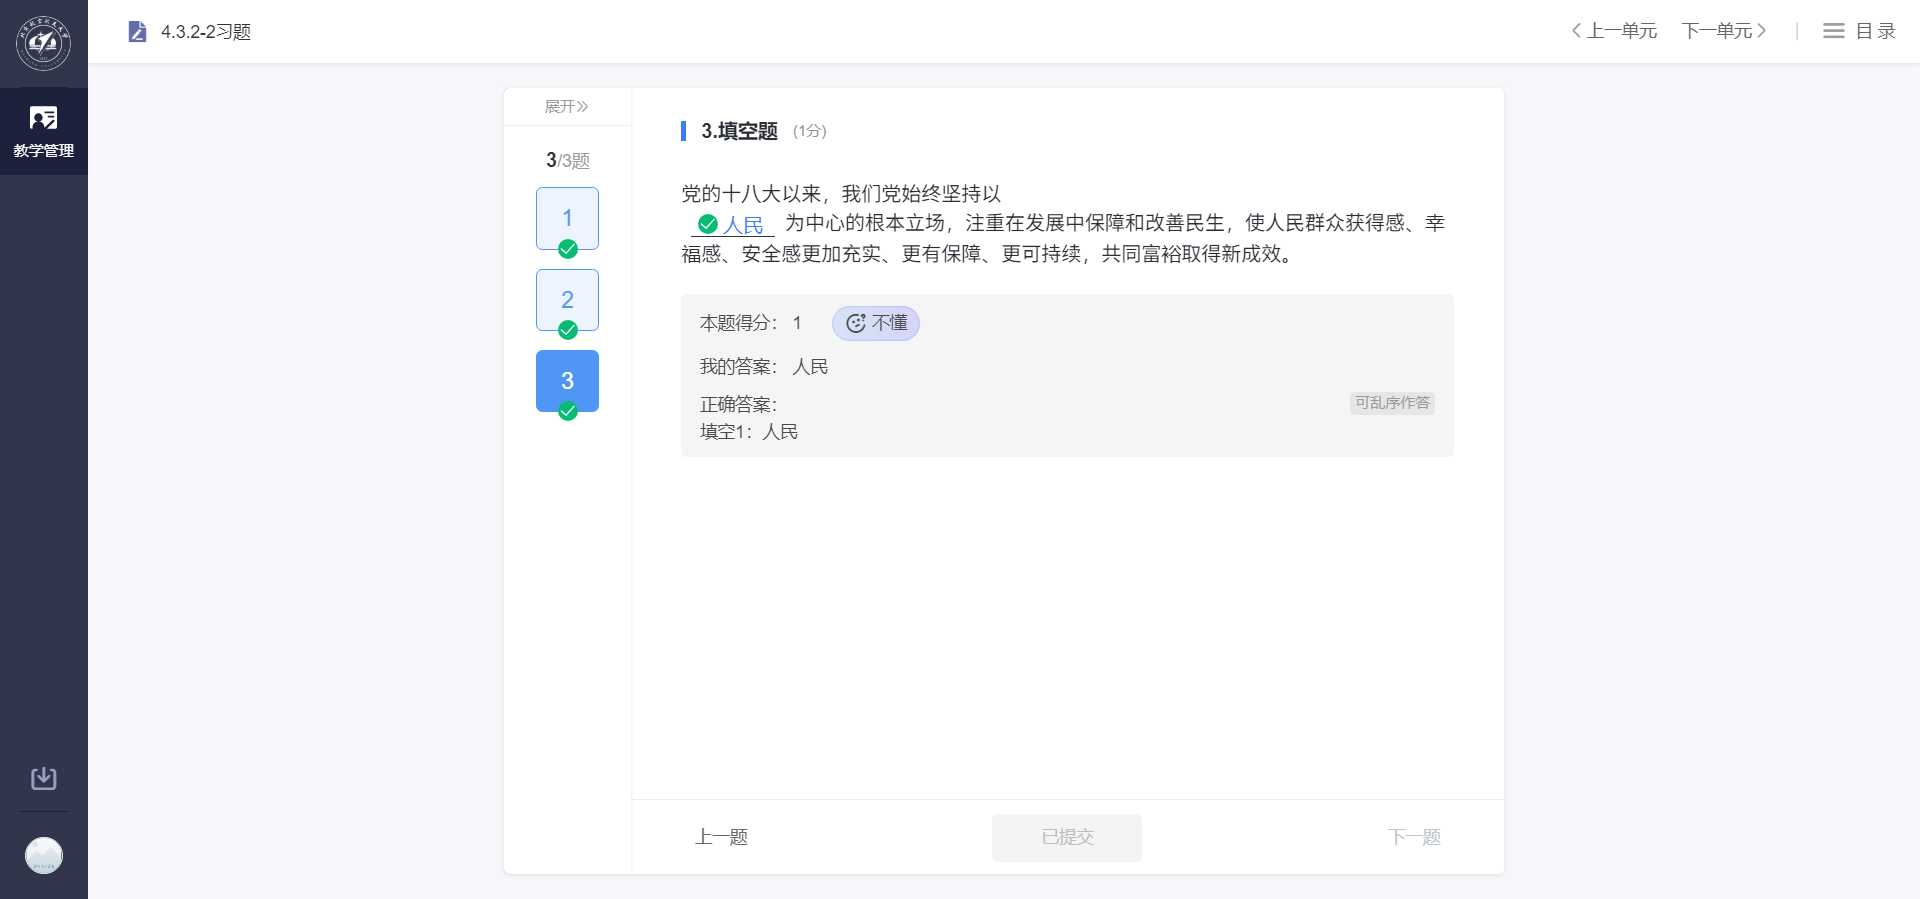 4.3.2-2习题
上一单元 下一单元 目录
教学管理
展开
3/3题
1
2
3
3.填空题 (1分)
党的十八大以来，我们党始终坚持以
人民 为中心的根本立场，注重在发展中保障和改善民生，使人民群众获得感、幸
福感、安全感更加充实、更有保障、更可持续，共同富裕取得新成效。
本题得分： 1 不懂
我的答案： 人民
正确答案： 可乱序作答
填空1：人民
上一题 已提交 下一题